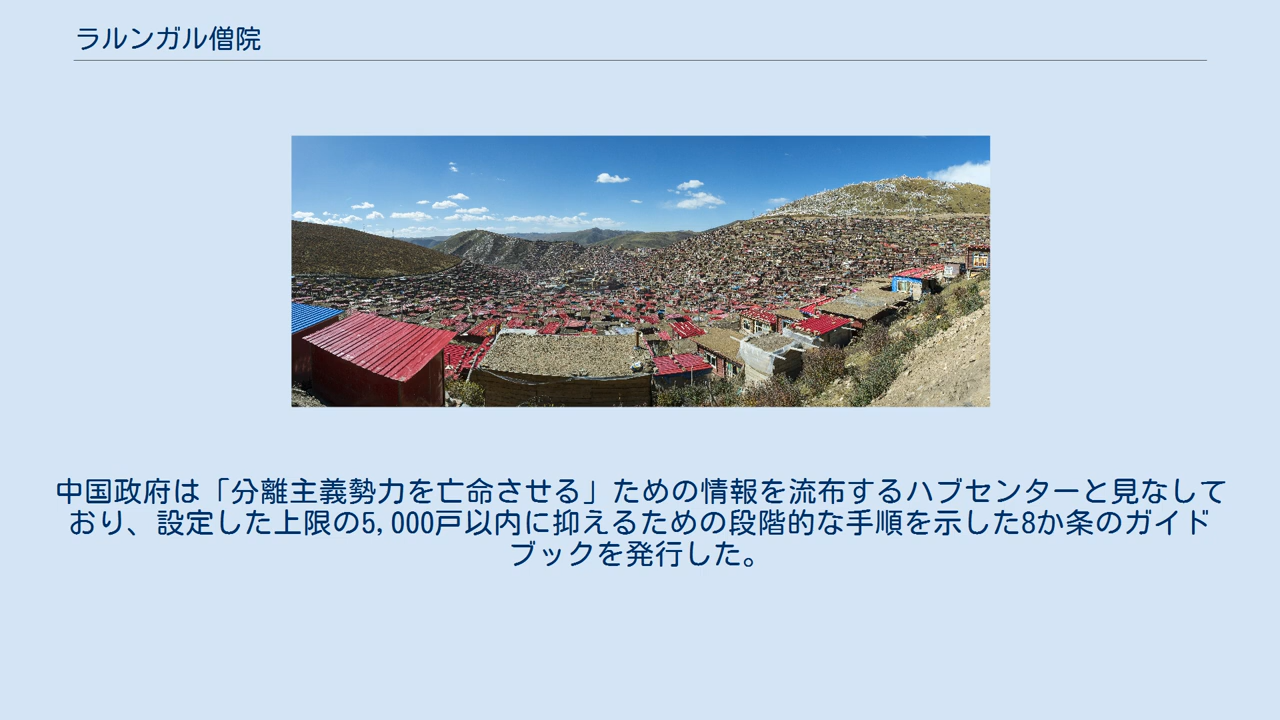 ラルンガル僧院
中国政府は「分離主義勢力を亡命させる」ための情報を流布するハブセンターと見なして
おり、設定した上限の5,000戸以内に抑えるための段階的な手順を示した8か条のガイド
ブックを発行した。